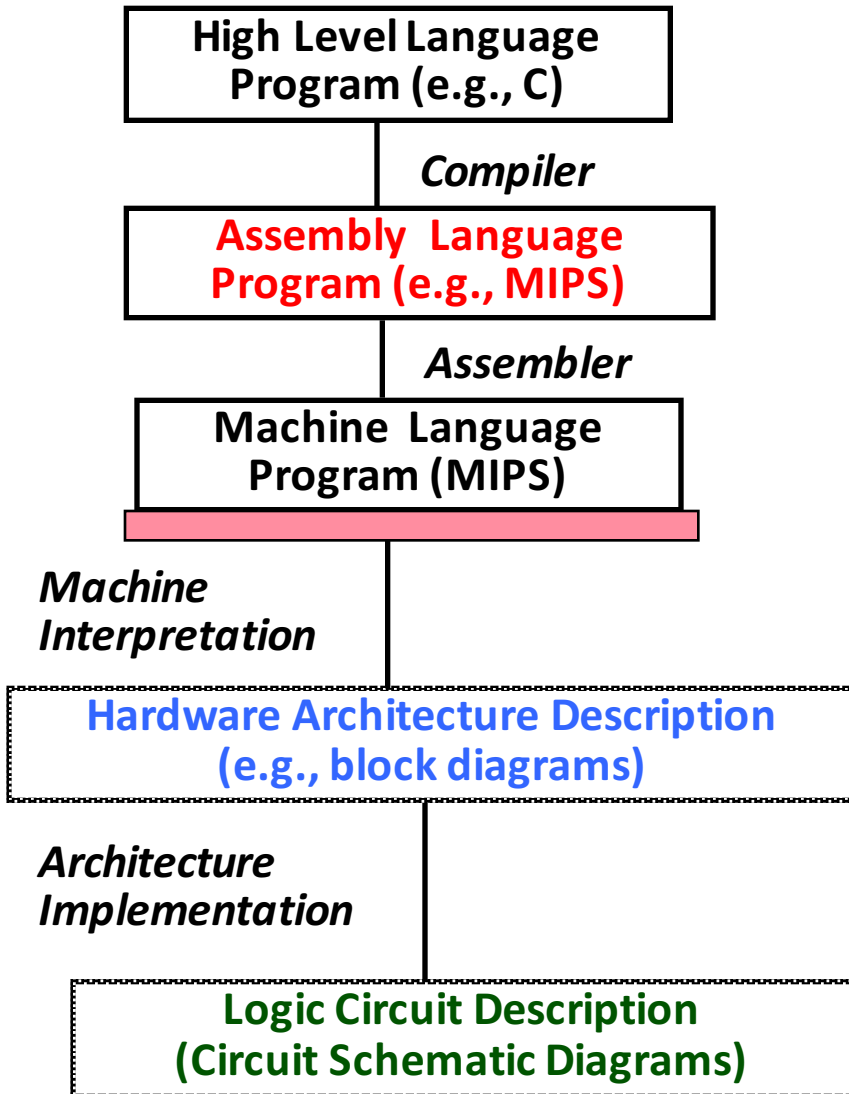 High Level Language
Program (e.g., C)
Compiler
Assembly Language
Program (e.g., MIPS)
Assembler
Machine Language
Program (MIPS)
Machine
Interpretation
Hardware Architecture Description
(e.g., block diagrams)
Architecture
Implementation
Logic Circuit Description
(Circuit Schematic Diagrams)